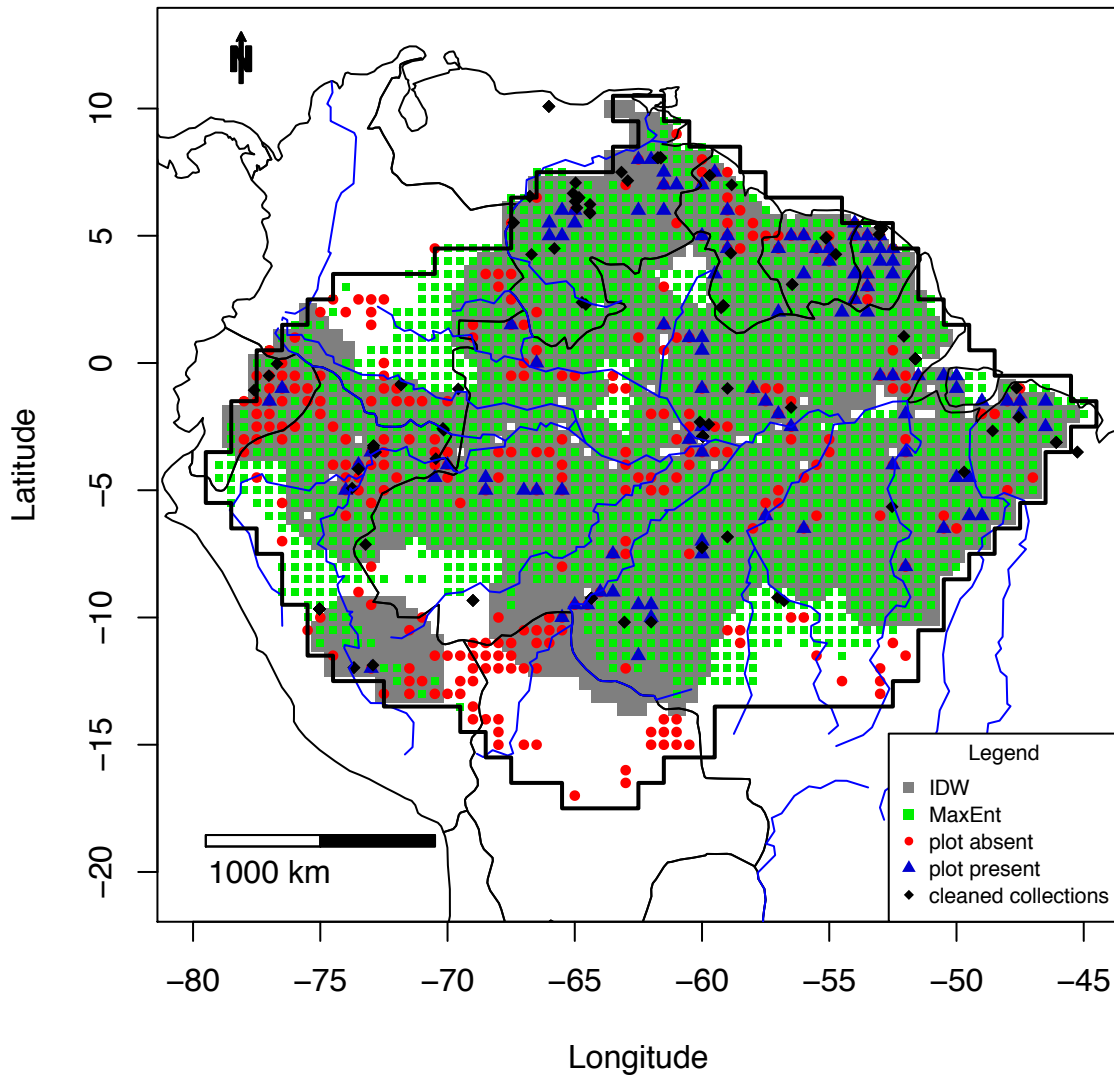 N
Latitude
10
5
0
−5
−10
−15
−20
1000 km
Legend
IDW
MaxEnt
plot absent
plot present
cleaned collections
−80 −75 −70 −65 −60 −55 −50 −45
Longitude